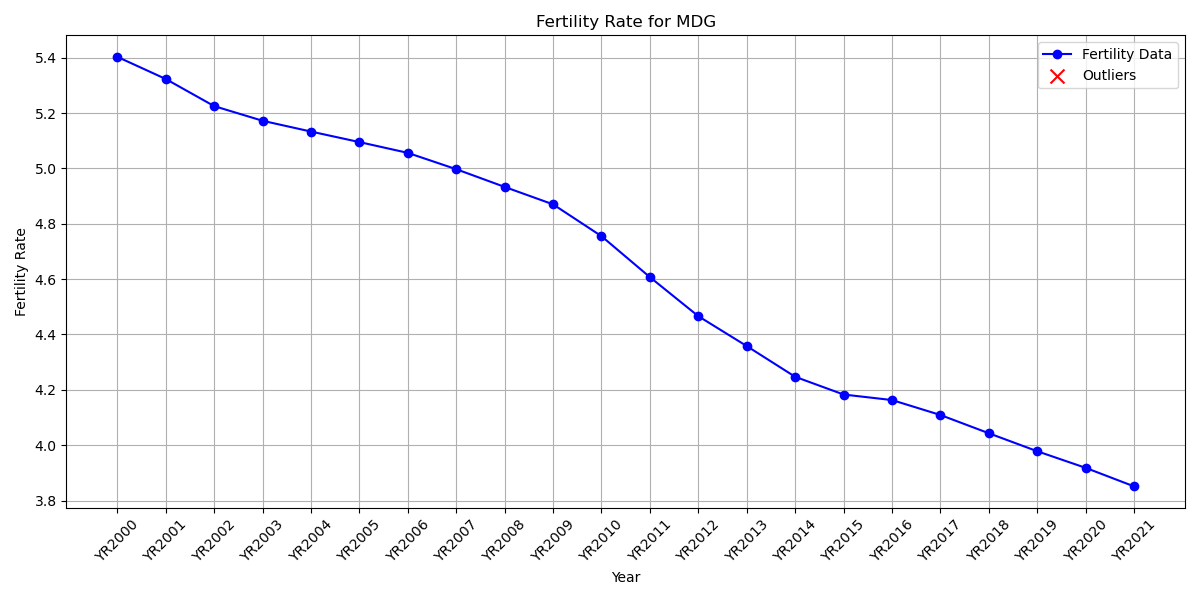 Fertility Rate for MDG
Fertility Data
Outliers
Fertility Rate
5.4
5.2
5.0
4.8
4.6
4.4
4.2
4.0
3.8
YR2000
YR2001
YR2002
YR2003
YR2004
YR2005
YR2006
YR2007
YR2008
YR2009
YR2010
YR2011
YR2012
YR2013
YR2014
YR2015
YR2016
YR2017
YR2018
YR2019
YR2020
YR2021
Year